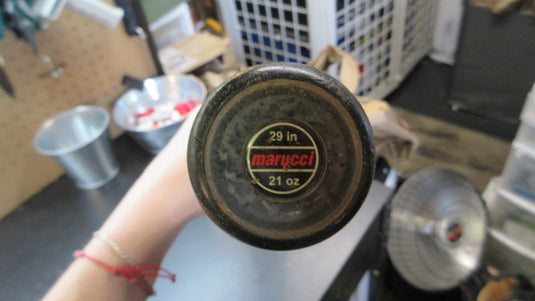 29 in
marucci
21 oz